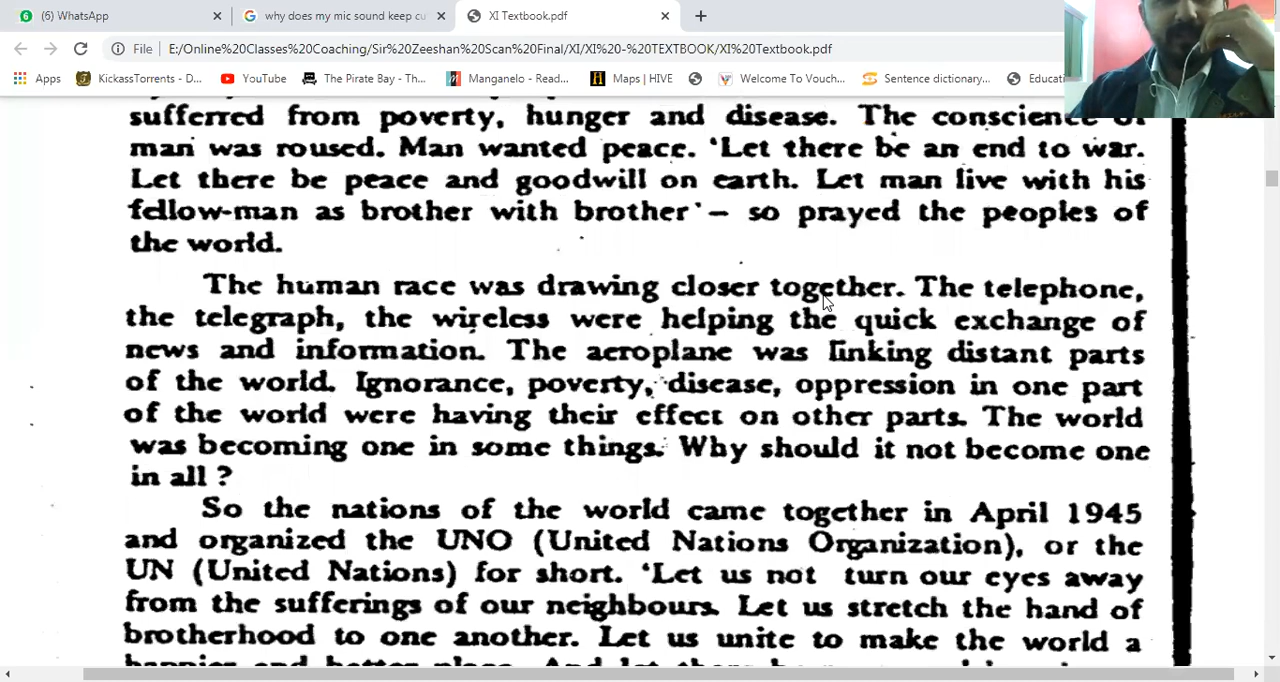 (6) WhatsApp
why does my mic sound keep cu
XI Textbook.pdf
File
E:/Online%20Classes%20Coaching/Sir%20Zeeshan%20Scan%20Final/XI/XI%20-%20TEXTBOOK/XI%20Textbook.pdf
Apps
KickassTorrents - D...
YouTube
The Pirate Bay - Th...
Manganelo - Read...
Maps | HIVE
Welcome To Vouch...
Sentence dictionary...
Educati
sufferred from poverty, hunger and disease. The conscience of
man was roused. Man wanted peace. 'Let there be an end to war.
Let there be peace and goodwill on earth. Let man live with his
fellow-man as brother with brother' – so prayed the peoples of
the world.
The human race was drawing closer together. The telephone,
the telegraph, the wireless were helping the quick exchange of
news and information. The aeroplane was linking distant parts
of the world. Ignorance, poverty, disease, oppression in one part
of the world were having their effect on other parts. The world
was becoming one in some things. Why should it not become one
in all ?
So the nations of the world came together in April 1945
and organized the UNO (United Nations Organization), or the
UN (United Nations) for short. 'Let us not turn our eyes away
from the sufferings of our neighbours. Let us stretch the hand of
brotherhood to one another. Let us unite to make the world a